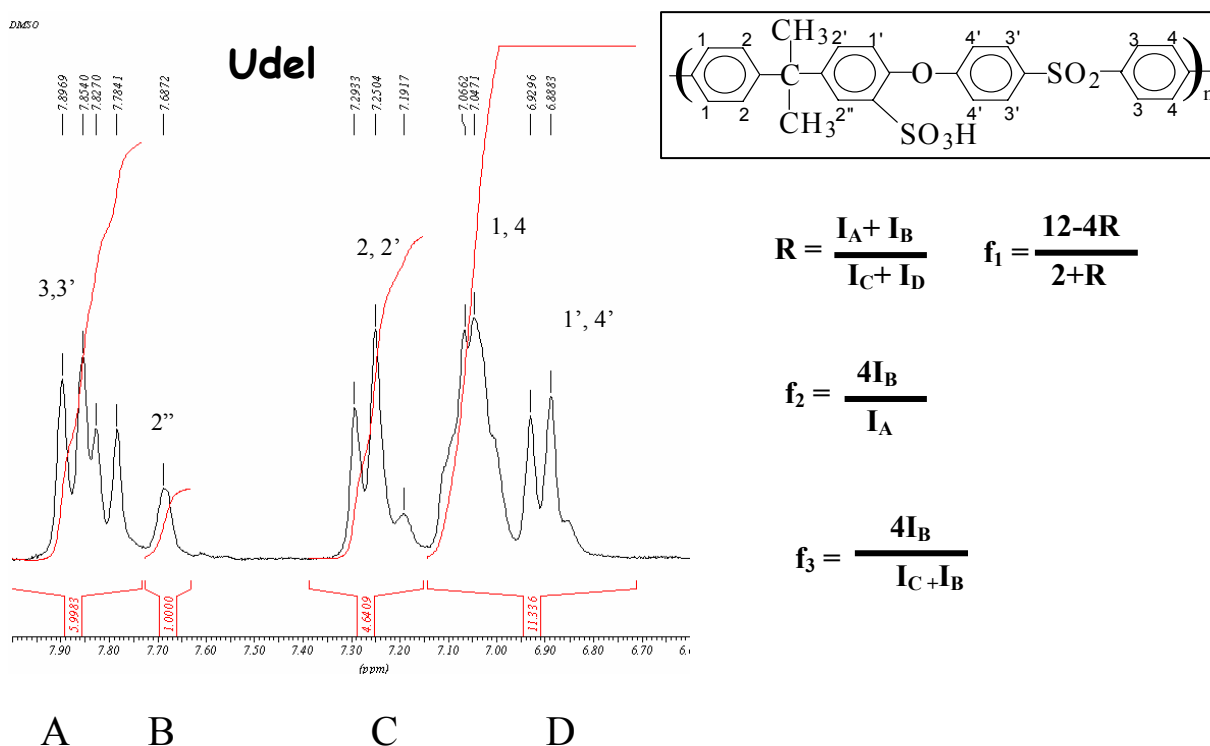 DMSO
Udel
7.8969
7.8540
7.8270
7.7841
7.6872
7.2933
7.2504
7.1917
7.0662
7.0471
6.9296
6.8883
3,3’
2”
2, 2’
1, 4
1’, 4’
5.9983
1.0000
4.6409
11.336
7.90 7.80 7.70 7.60 7.50 7.40 7.30 7.20 7.10 7.00 6.90 6.80 6.70
(ppm)
A B C D
1 2 CH3 2' 1' 4' 3' 3 4
C O SO2 n
1 2 CH3 2" SO3H 4' 3' 3 4
R = IA+ IB / IC+ ID
f1 = 12-4R / 2+R
f2 = 4IB / IA
f3 = 4IB / IC +IB